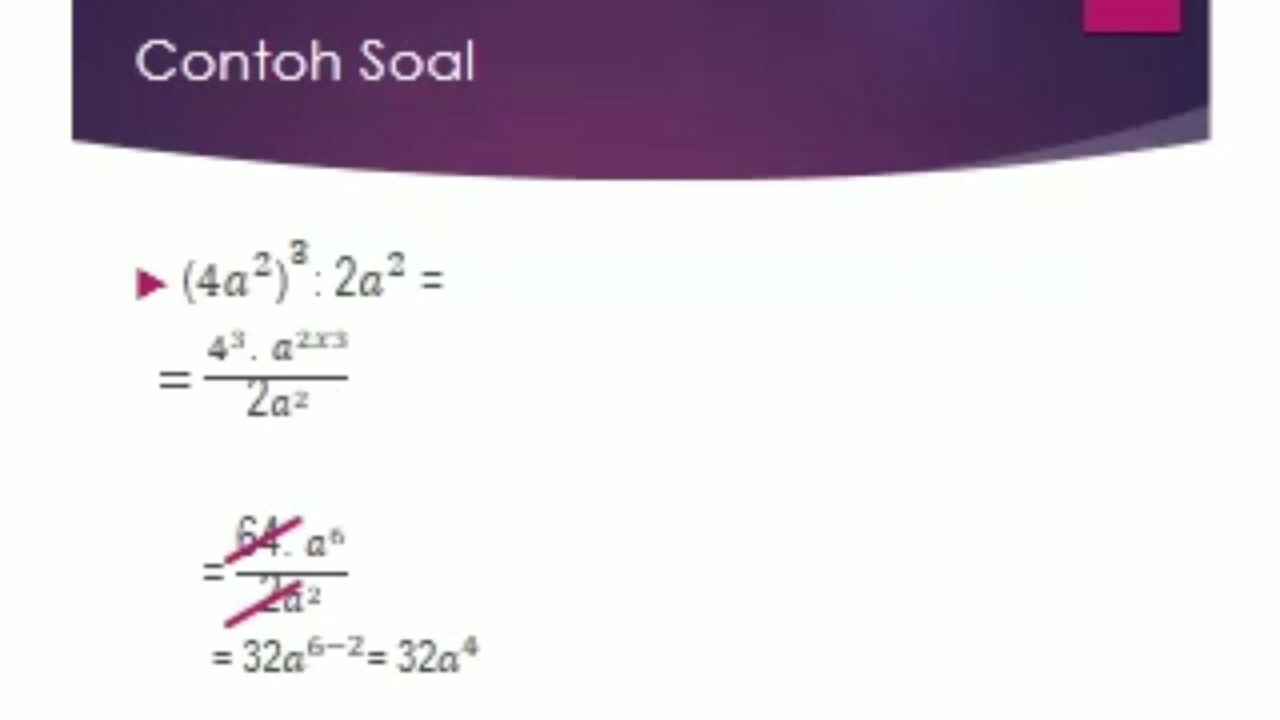 Contoh Soal
(4a²)³ : 2a² =
= 4³. a²ˣ³ / 2a²
= 64. a⁶ / 2a²
= 32a⁶⁻² = 32a⁴